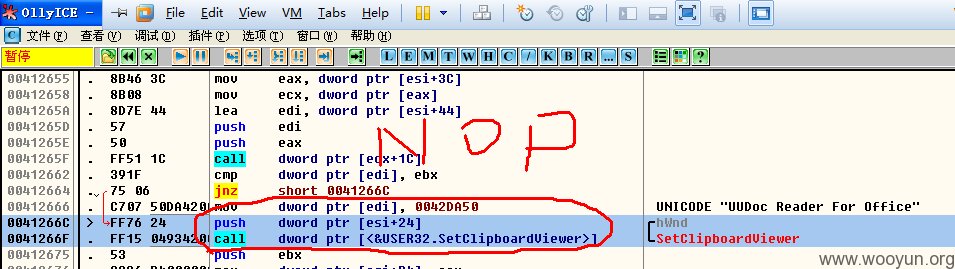 OllyICE -
File Edit View VM Tabs Help
C 文件(F) 查看(V) 调试(D) 插件(P) 选项(T) 窗口(W) 帮助(H)
暂停 L E M T W H C / K B R ... S
00412655 . 8B46 3C mov eax, dword ptr [esi+3C]
00412658 . 8B08 mov ecx, dword ptr [eax]
0041265A . 8D7E 44 lea edi, dword ptr [esi+44]
0041265D . 57 push edi
0041265E . 50 push eax
0041265F . FF51 1C call dword ptr [ecx+1C]
00412662 . 391F cmp dword ptr [edi], ebx
00412664 . 75 06 jnz short 0041266C
00412666 . C707 50DA420 mov dword ptr [edi], 0042DA50 UNICODE "UUDoc Reader For Office"
0041266C > FF76 24 push dword ptr [esi+24] hWnd
0041266F . FF15 0493420 call dword ptr [<&USER32.SetClipboardViewer>] SetClipboardViewer
00412675 . 53 push ebx
NOP
www.wooyun.org